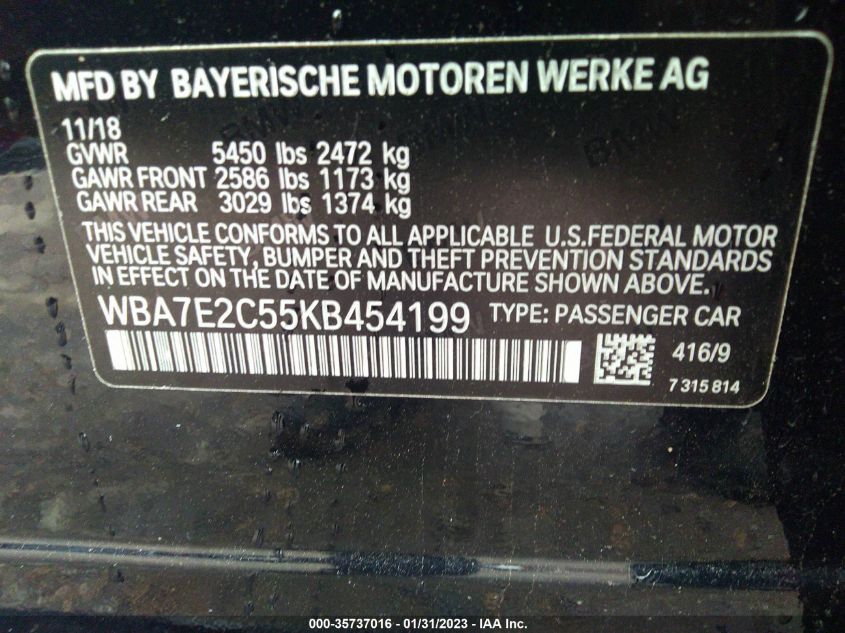 MFD BY BAYERISCHE MOTOREN WERKE AG
11/18
GVWR 5450 lbs 2472 kg
GAWR FRONT 2586 lbs 1173 kg
GAWR REAR 3029 lbs 1374 kg
THIS VEHICLE CONFORMS TO ALL APPLICABLE U.S.FEDERAL MOTOR
VEHICLE SAFETY, BUMPER AND THEFT PREVENTION STANDARDS
IN EFFECT ON THE DATE OF MANUFACTURE SHOWN ABOVE.
WBA7E2C55KB454199 TYPE: PASSENGER CAR
416/9
7 315 814
000-35737016 - 01/31/2023 - IAA Inc.